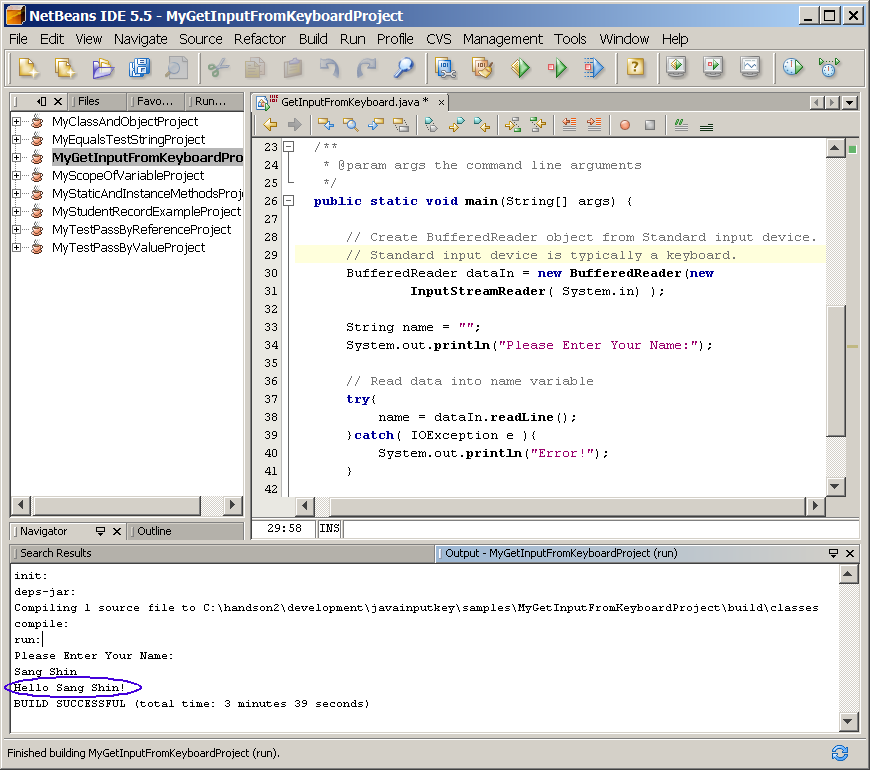 NetBeans IDE 5.5 - MyGetInputFromKeyboardProject
File Edit View Navigate Source Refactor Build Run Profile CVS Management Tools Window Help
Files Favo... Run...
GetInputFromKeyboard.java *
MyClassAndObjectProject
MyEqualsTestStringProject
MyGetInputFromKeyboardPro
MyScopeOfVariableProject
MyStaticAndInstanceMethodsProj
MyStudentRecordExampleProject
MyTestPassByReferenceProject
MyTestPassByValueProject
23 /**
24 * @param args the command line arguments
25 */
26 public static void main(String[] args) {
27
28 // Create BufferedReader object from Standard input device.
29 // Standard input device is typically a keyboard.
30 BufferedReader dataIn = new BufferedReader(new
31 InputStreamReader( System.in) );
32
33 String name = "";
34 System.out.println("Please Enter Your Name:");
35
36 // Read data into name variable
37 try{
38 name = dataIn.readLine();
39 }catch( IOException e ){
40 System.out.println("Error!");
41 }
42
29:58 INS
Navigator Outline
Search Results
Output - MyGetInputFromKeyboardProject (run)
init:
deps-jar:
Compiling 1 source file to C:\handson2\development\javainputkey\samples\MyGetInputFromKeyboardProject\build\classes
compile:
run:
Please Enter Your Name:
Sang Shin
Hello Sang Shin!
BUILD SUCCESSFUL (total time: 3 minutes 39 seconds)
Finished building MyGetInputFromKeyboardProject (run).